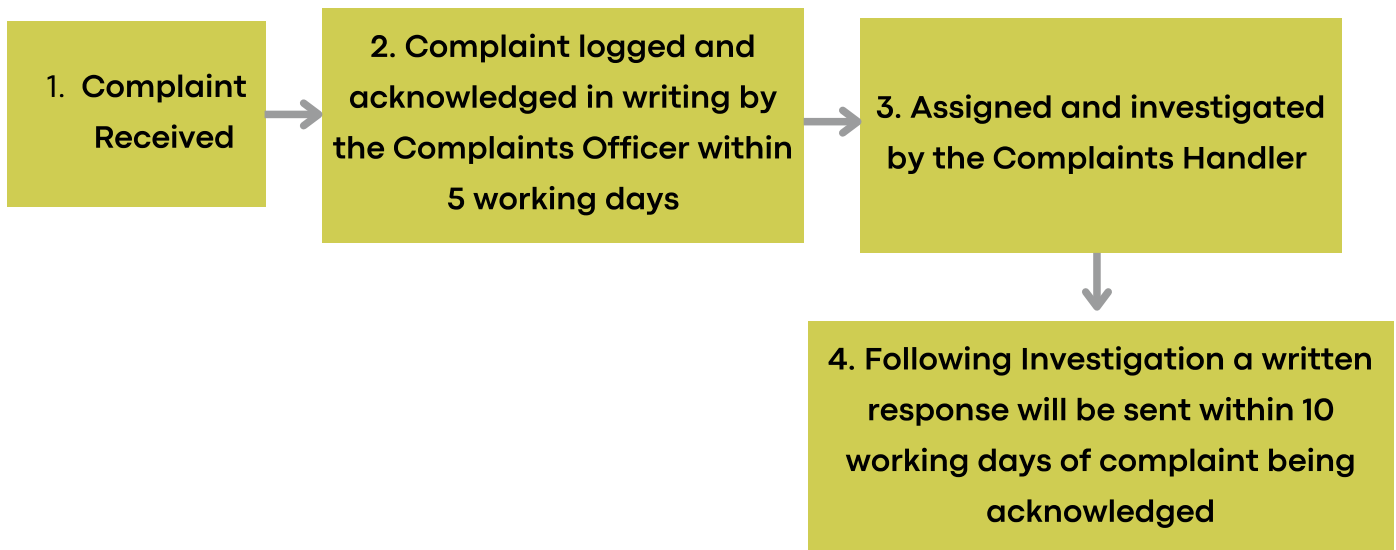 1. Complaint
Received
2. Complaint logged and
acknowledged in writing by
the Complaints Officer within
5 working days
3. Assigned and investigated
by the Complaints Handler
4. Following Investigation a written
response will be sent within 10
working days of complaint being
acknowledged